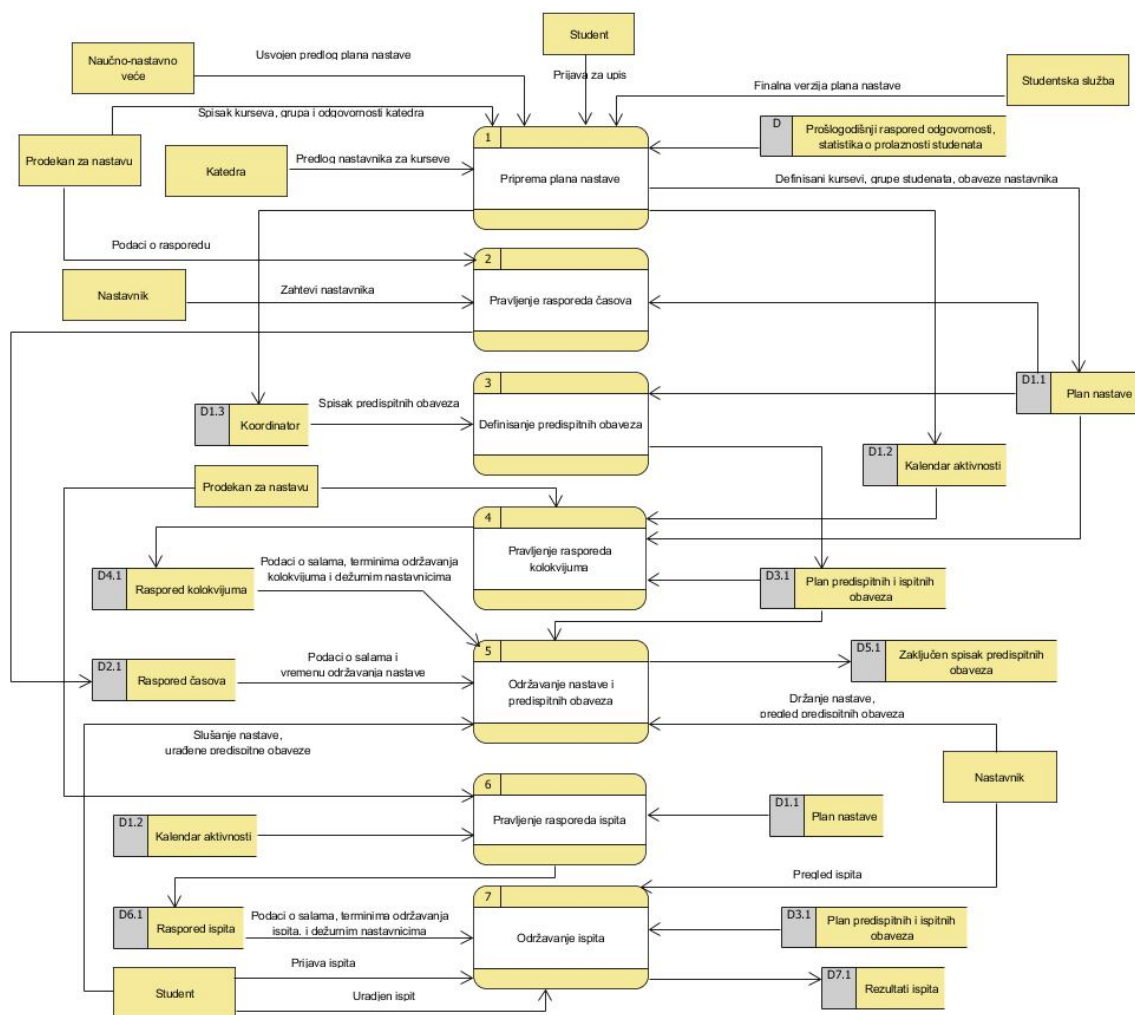 Student
Naučno-nastavno
veće
Usvojen predlog plana nastave
Prijava za upis
Studentska služba
Finalna verzija plana nastave
Spisak kurseva, grupa i odgovornosti katedra
Prodekan za nastavu
Katedra
Predlog nastavnika za kurseve
1
Priprema plana nastave
D
Prošlogodišnji raspored odgovornosti,
statistika o prolaznosti studenata
Definisani kursevi, grupe studenata, obaveze nastavnika
Podaci o rasporedu
2
Pravljenje rasporeda časova
Nastavnik
Zahtevi nastavnika
3
Definisanje predispitnih obaveza
D1.1
Plan nastave
D1.3
Koordinator
Spisak predispitnih obaveza
D1.2
Kalendar aktivnosti
Prodekan za nastavu
4
Pravljenje rasporeda
kolokvijuma
D4.1
Raspored kolokvijuma
Podaci o salama, terminima održavanja
kolokvijuma i dežurnim nastavnicima
D3.1
Plan predispitnih i ispitnih
obaveza
5
Održavanje nastave i
predispitnih obaveza
D5.1
Zaključen spisak predispitnih
obaveza
D2.1
Raspored časova
Podaci o salama i
vremenu održavanja nastave
Držanje nastave,
pregled predispitnih obaveza
Slušanje nastave,
urađene predispitne obaveze
Nastavnik
6
Pravljenje rasporeda ispita
D1.2
Kalendar aktivnosti
D1.1
Plan nastave
Pregled ispita
7
Održavanje ispita
D6.1
Raspored ispita
Podaci o salama, terminima održavanja
ispita. i dežurnim nastavnicima
D3.1
Plan predispitnih i ispitnih
obaveza
Prijava ispita
Student
Uradjen ispit
D7.1
Rezultati ispita